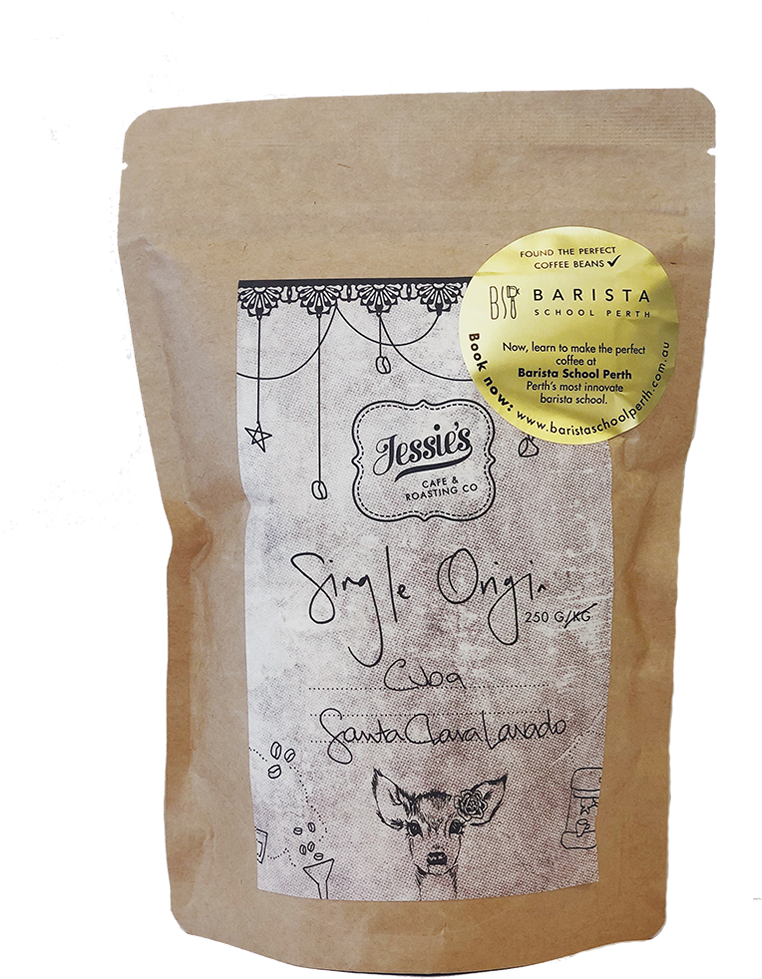 FOUND THE PERFECT
COFFEE BEANS ✓
BSP BARISTA
SCHOOL PERTH
Now, learn to make the perfect
coffee at
Barista School Perth
Perth's most innovate
barista school.
Book now: www.baristaschoolperth.com.au
Jessie's
CAFE &
ROASTING CO
Single Origin
250 G/KG
Cuba
Santa Clara Lavado